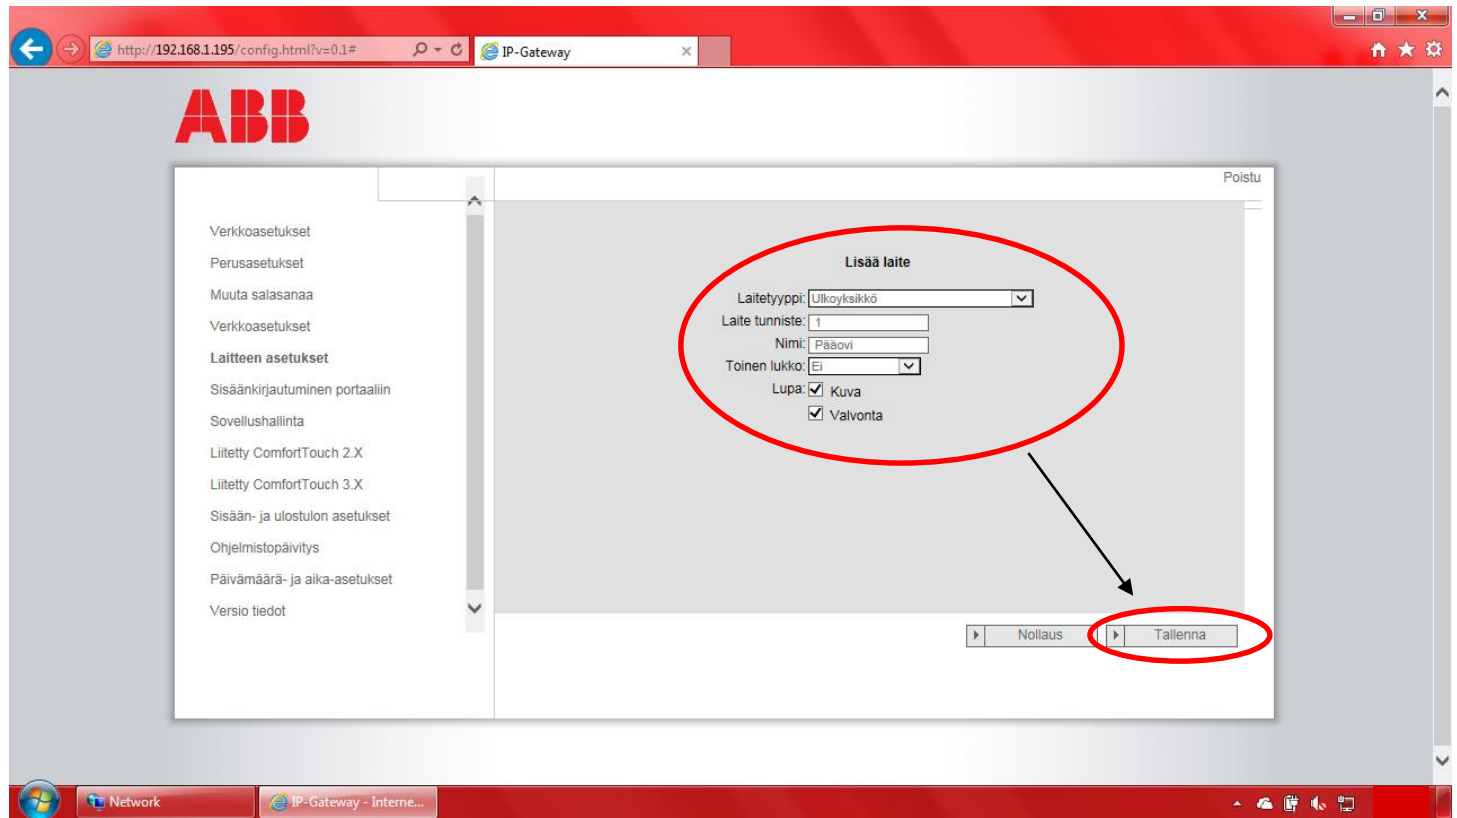 http://192.168.1.195/config.html?v=0.1#
IP-Gateway
ABB
Poistu
Verkkoasetukset
Perusasetukset
Muuta salasanaa
Verkkoasetukset
Laitteen asetukset
Sisäänkirjautuminen portaaliin
Sovellushallinta
Liitetty ComfortTouch 2.X
Liitetty ComfortTouch 3.X
Sisään- ja ulostulon asetukset
Ohjelmistopäivitys
Päivämäärä- ja aika-asetukset
Versio tiedot
Lisää laite
Laitetyyppi: Ulkoyksikkö
Laite tunniste: 1
Nimi: Pääovi
Toinen lukko: Ei
Lupa: Kuva
Valvonta
Nollaus
Tallenna
Network
IP-Gateway - Interne...